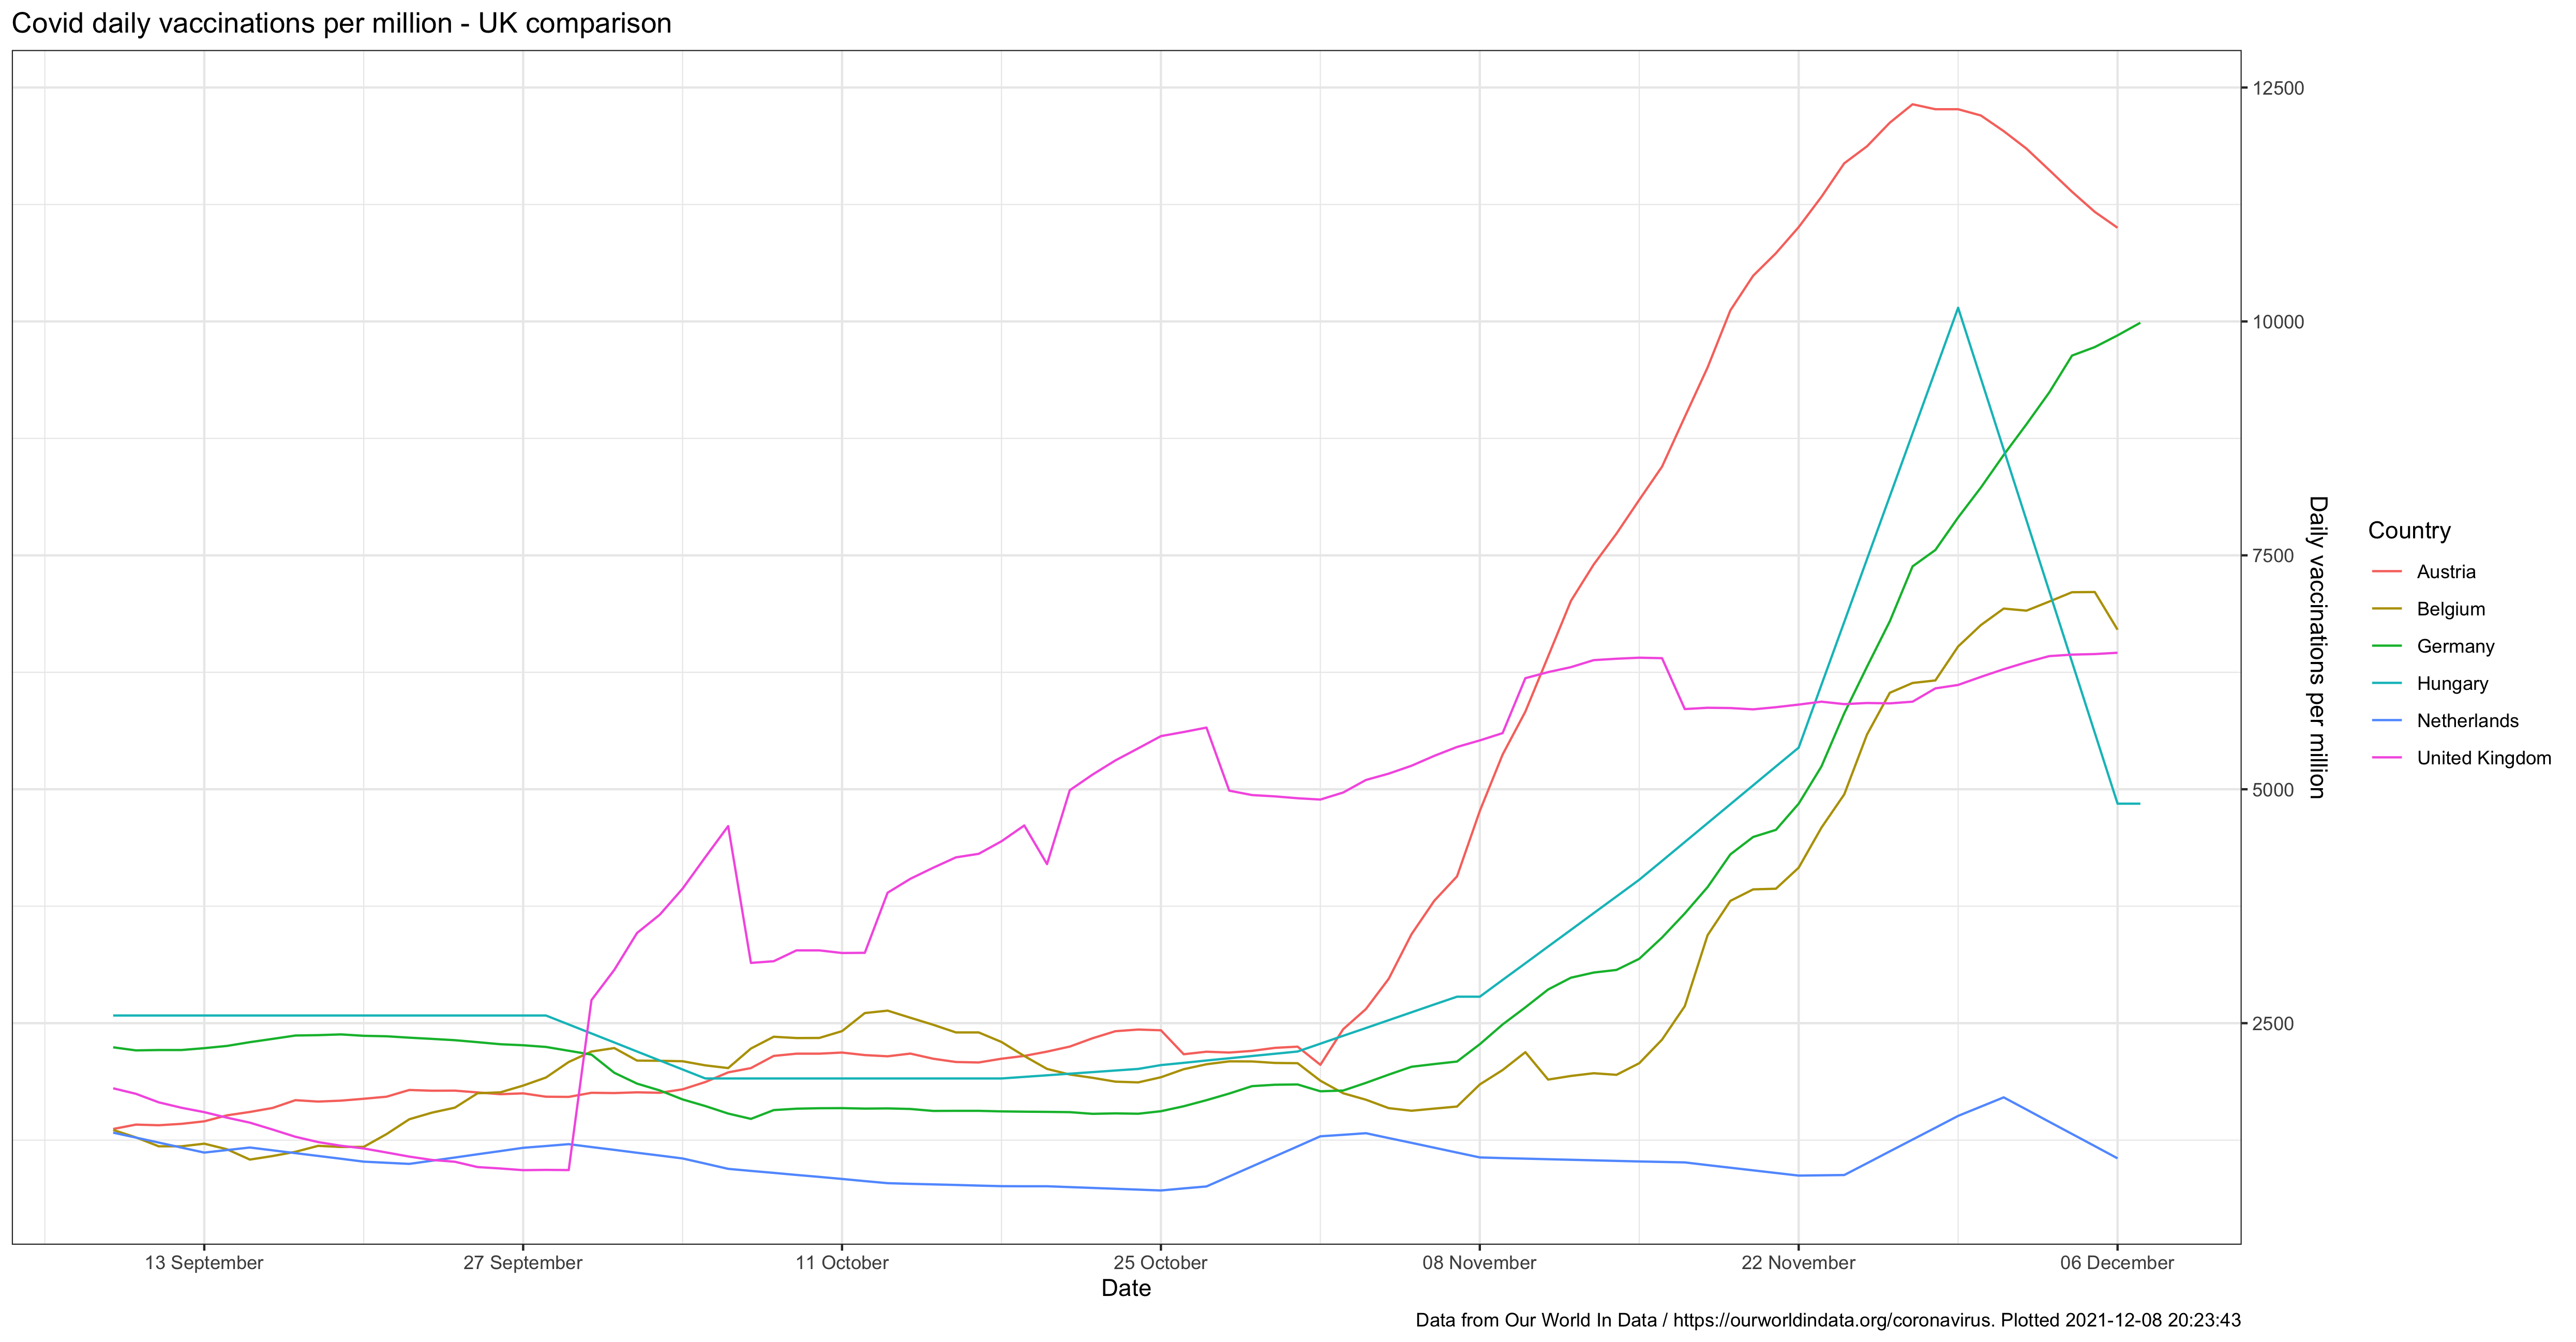 Covid daily vaccinations per million - UK comparison
12500
10000
7500
5000
2500
Daily vaccinations per million
Country
Austria
Belgium
Germany
Hungary
Netherlands
United Kingdom
13 September
27 September
11 October
25 October
08 November
22 November
06 December
Date
Data from Our World In Data / https://ourworldindata.org/coronavirus. Plotted 2021-12-08 20:23:43